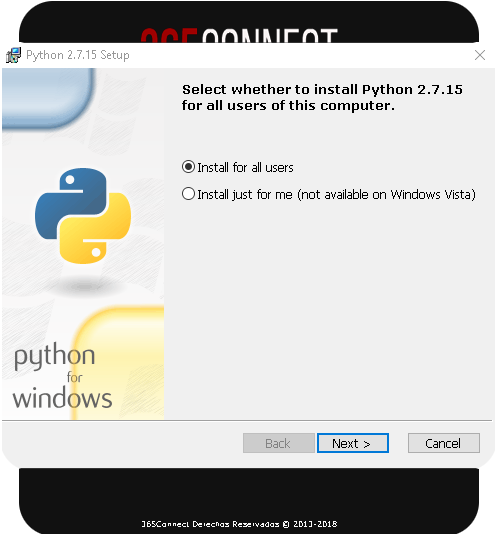 365CONNECT
Python 2.7.15 Setup
Select whether to install Python 2.7.15
for all users of this computer.
Install for all users
Install just for me (not available on Windows Vista)
python
for
windows
Back
Next >
Cancel
365Connect Derechos Reservados © 2013-2018